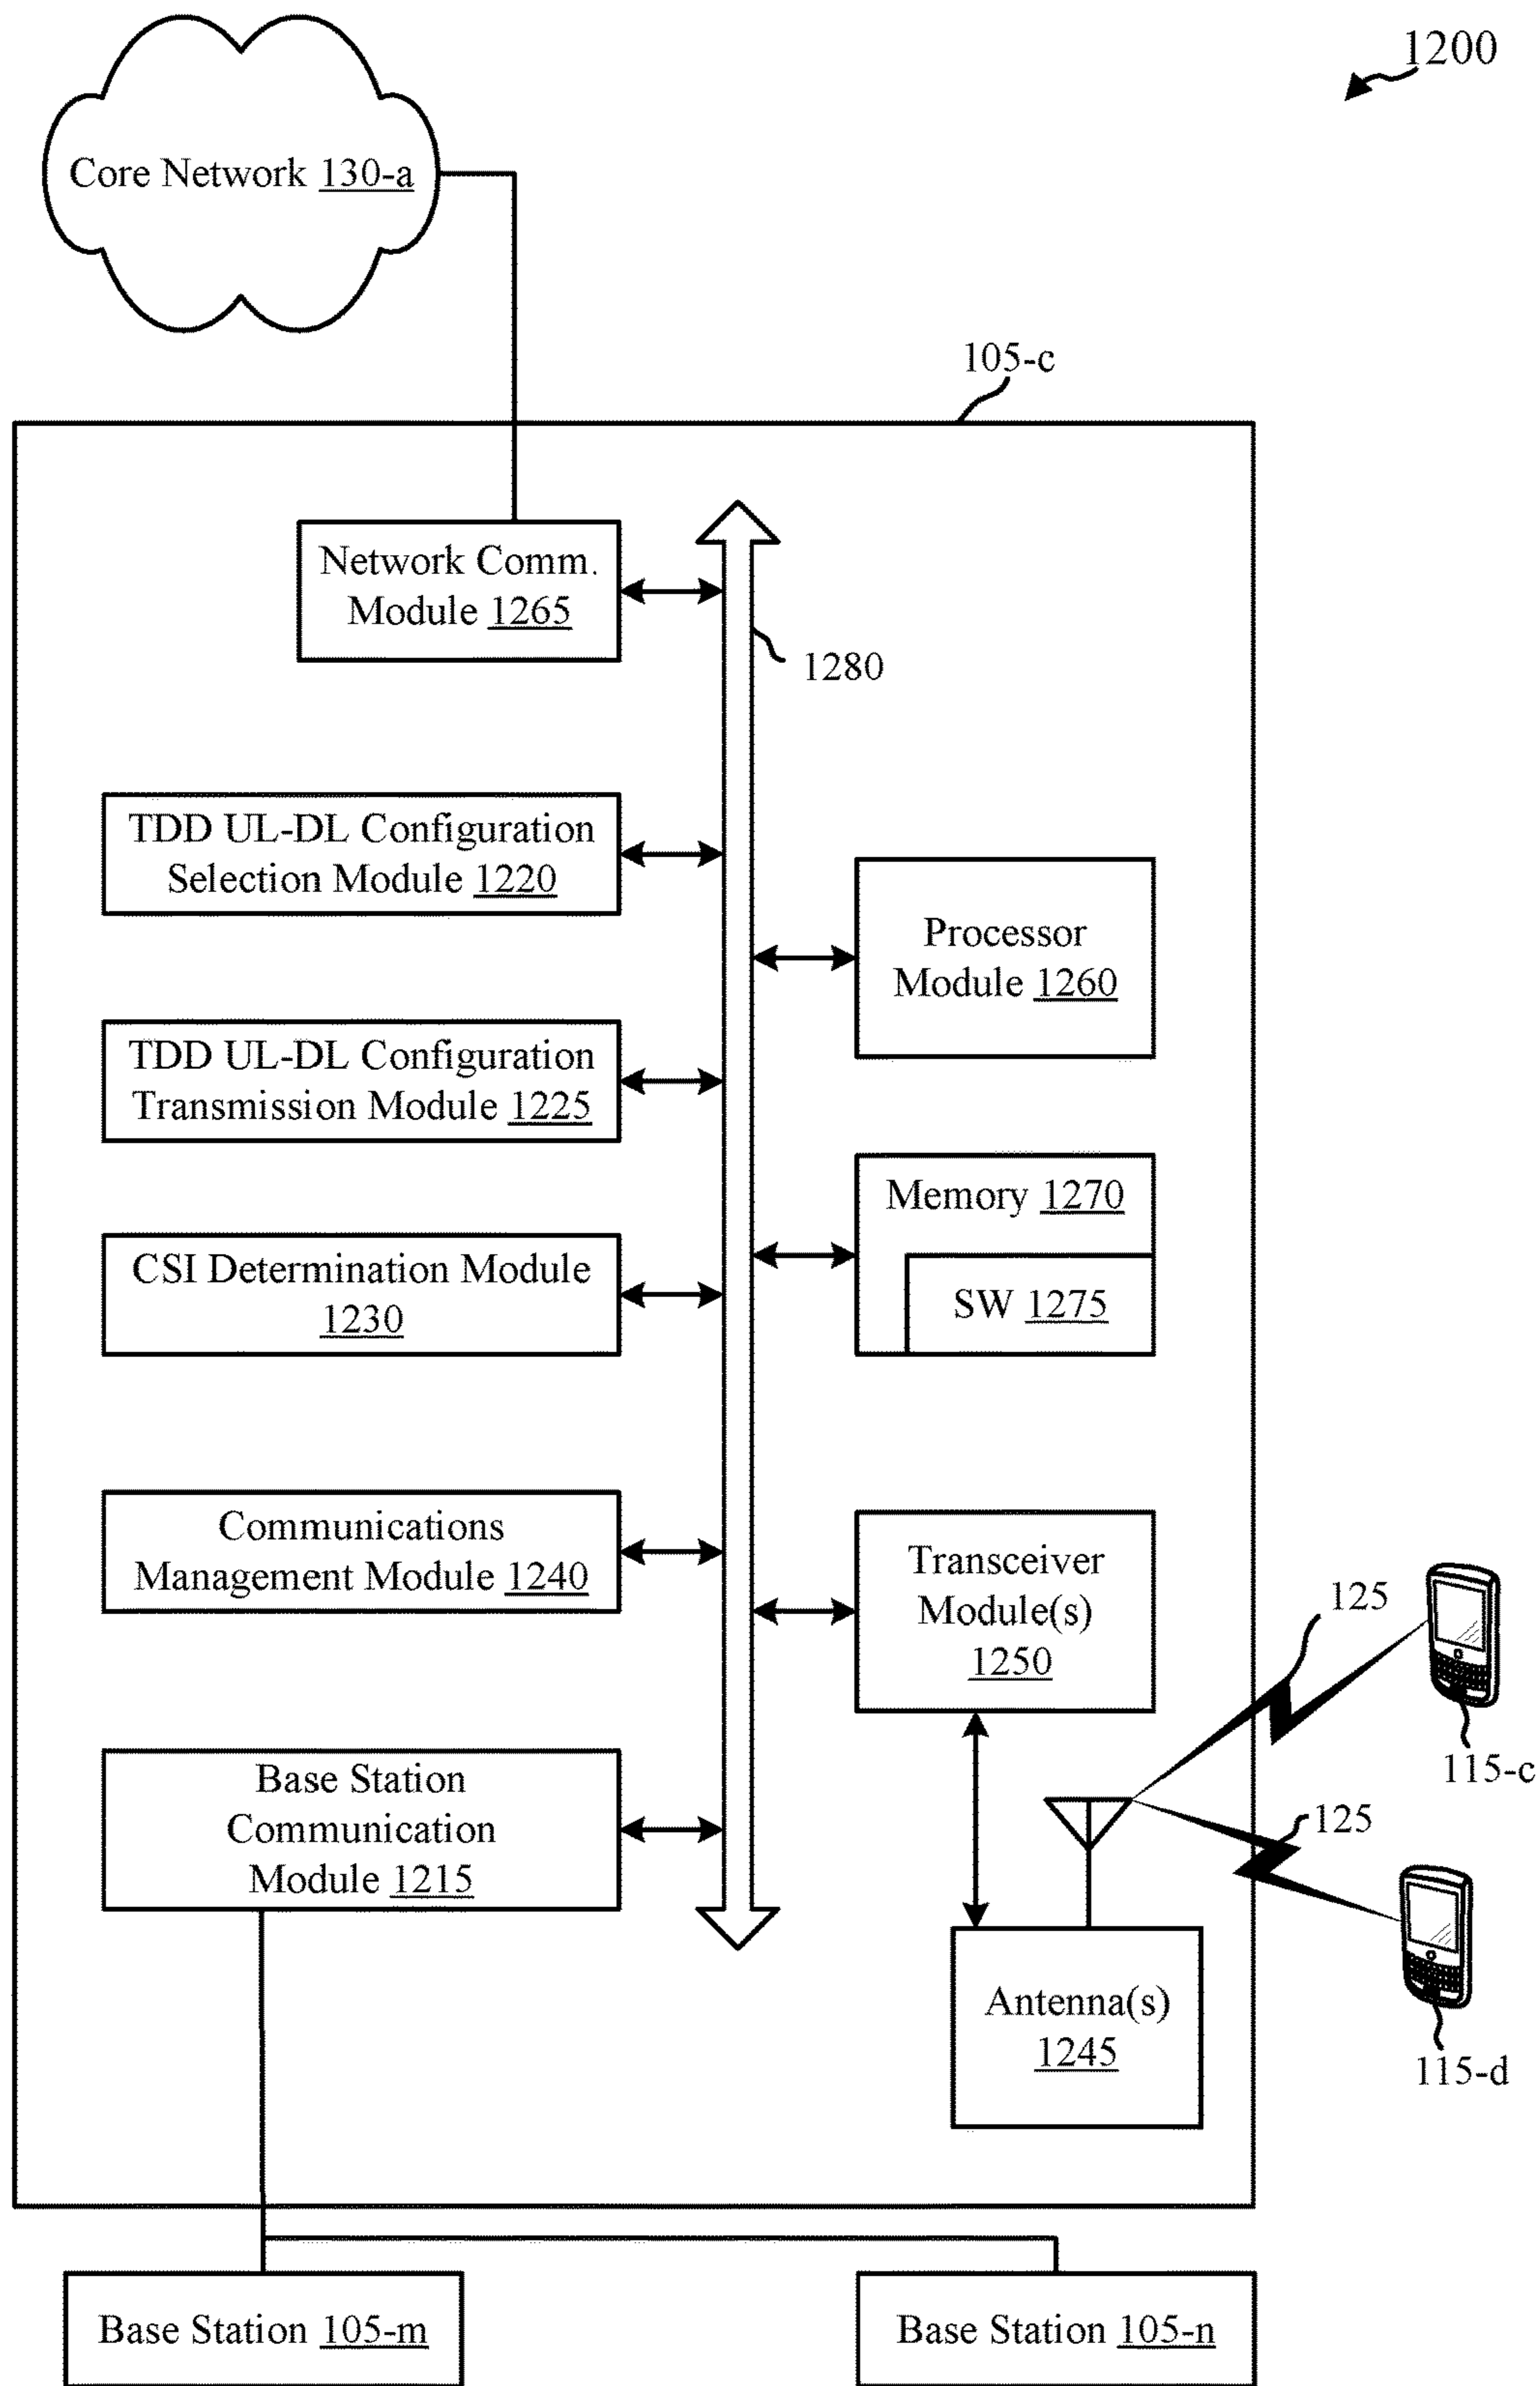 1200
Core Network 130-a
105-c
Network Comm.
Module 1265
1280
TDD UL-DL Configuration
Selection Module 1220
Processor
Module 1260
TDD UL-DL Configuration
Transmission Module 1225
Memory 1270
SW 1275
CSI Determination Module
1230
Communications
Management Module 1240
Transceiver
Module(s)
1250
125
115-c
Base Station
Communication
Module 1215
125
Antenna(s)
1245
115-d
Base Station 105-m
Base Station 105-n